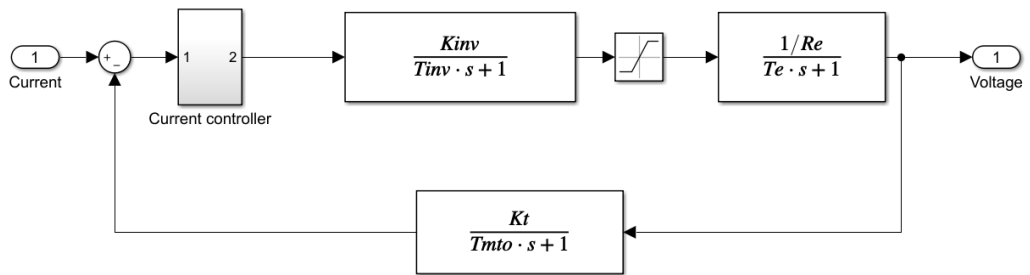 1
Current
+
−
1
2
Current controller
Kinv
Tinv · s + 1
1/Re
Te · s + 1
1
Voltage
Kt
Tmto · s + 1